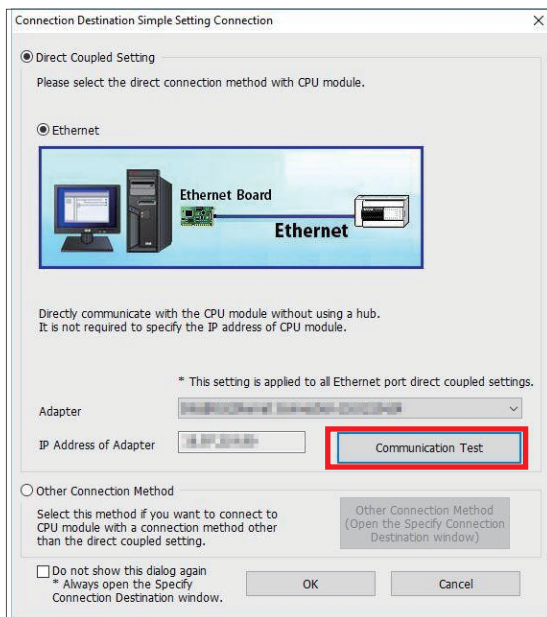 Connection Destination Simple Setting Connection
Direct Coupled Setting
Please select the direct connection method with CPU module.
Ethernet
Ethernet Board
Ethernet
Directly communicate with the CPU module without using a hub.
It is not required to specify the IP address of CPU module.
* This setting is applied to all Ethernet port direct coupled settings.
Adapter
IP Address of Adapter
Communication Test
Other Connection Method
Select this method if you want to connect to
CPU module with a connection method other
than the direct coupled setting.
Other Connection Method
(Open the Specify Connection
Destination window)
Do not show this dialog again
* Always open the Specify
Connection Destination window.
OK
Cancel